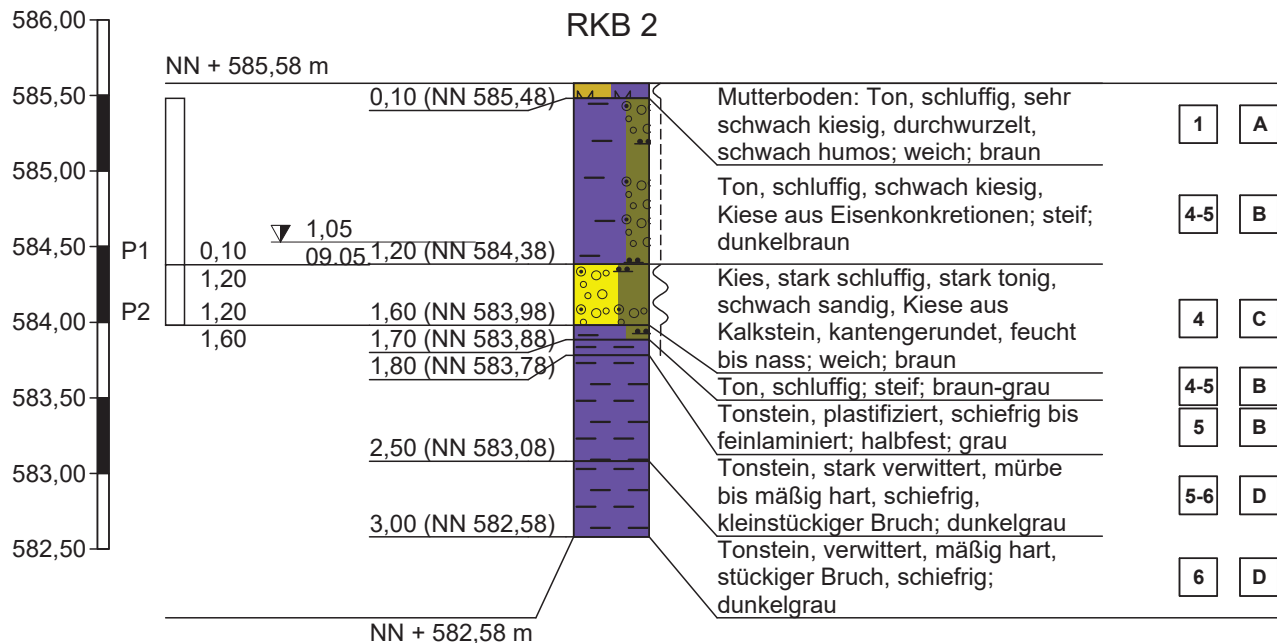 RKB 2
586,00
585,50
585,00
584,50
584,00
583,50
583,00
582,50
NN + 585,58 m
P1
0,10
1,20
P2
1,20
1,60
1,05
09.05
0,10 (NN 585,48)
1,20 (NN 584,38)
1,60 (NN 583,98)
1,70 (NN 583,88)
1,80 (NN 583,78)
2,50 (NN 583,08)
3,00 (NN 582,58)
NN + 582,58 m
Mutterboden: Ton, schluffig, sehr
schwach kiesig, durchwurzelt,
schwach humos; weich; braun
1 A
Ton, schluffig, schwach kiesig,
Kiese aus Eisenkonkretionen; steif;
dunkelbraun
4-5 B
Kies, stark schluffig, stark tonig,
schwach sandig, Kiese aus
Kalkstein, kantengerundet, feucht
bis nass; weich; braun
4 C
Ton, schluffig; steif; braun-grau
4-5 B
Tonstein, plastifiziert, schiefrig bis
feinlaminiert; halbfest; grau
5 B
Tonstein, stark verwittert, mürbe
bis mäßig hart, schiefrig,
kleinstückiger Bruch; dunkelgrau
5-6 D
Tonstein, verwittert, mäßig hart,
stückiger Bruch, schiefrig;
dunkelgrau
6 D